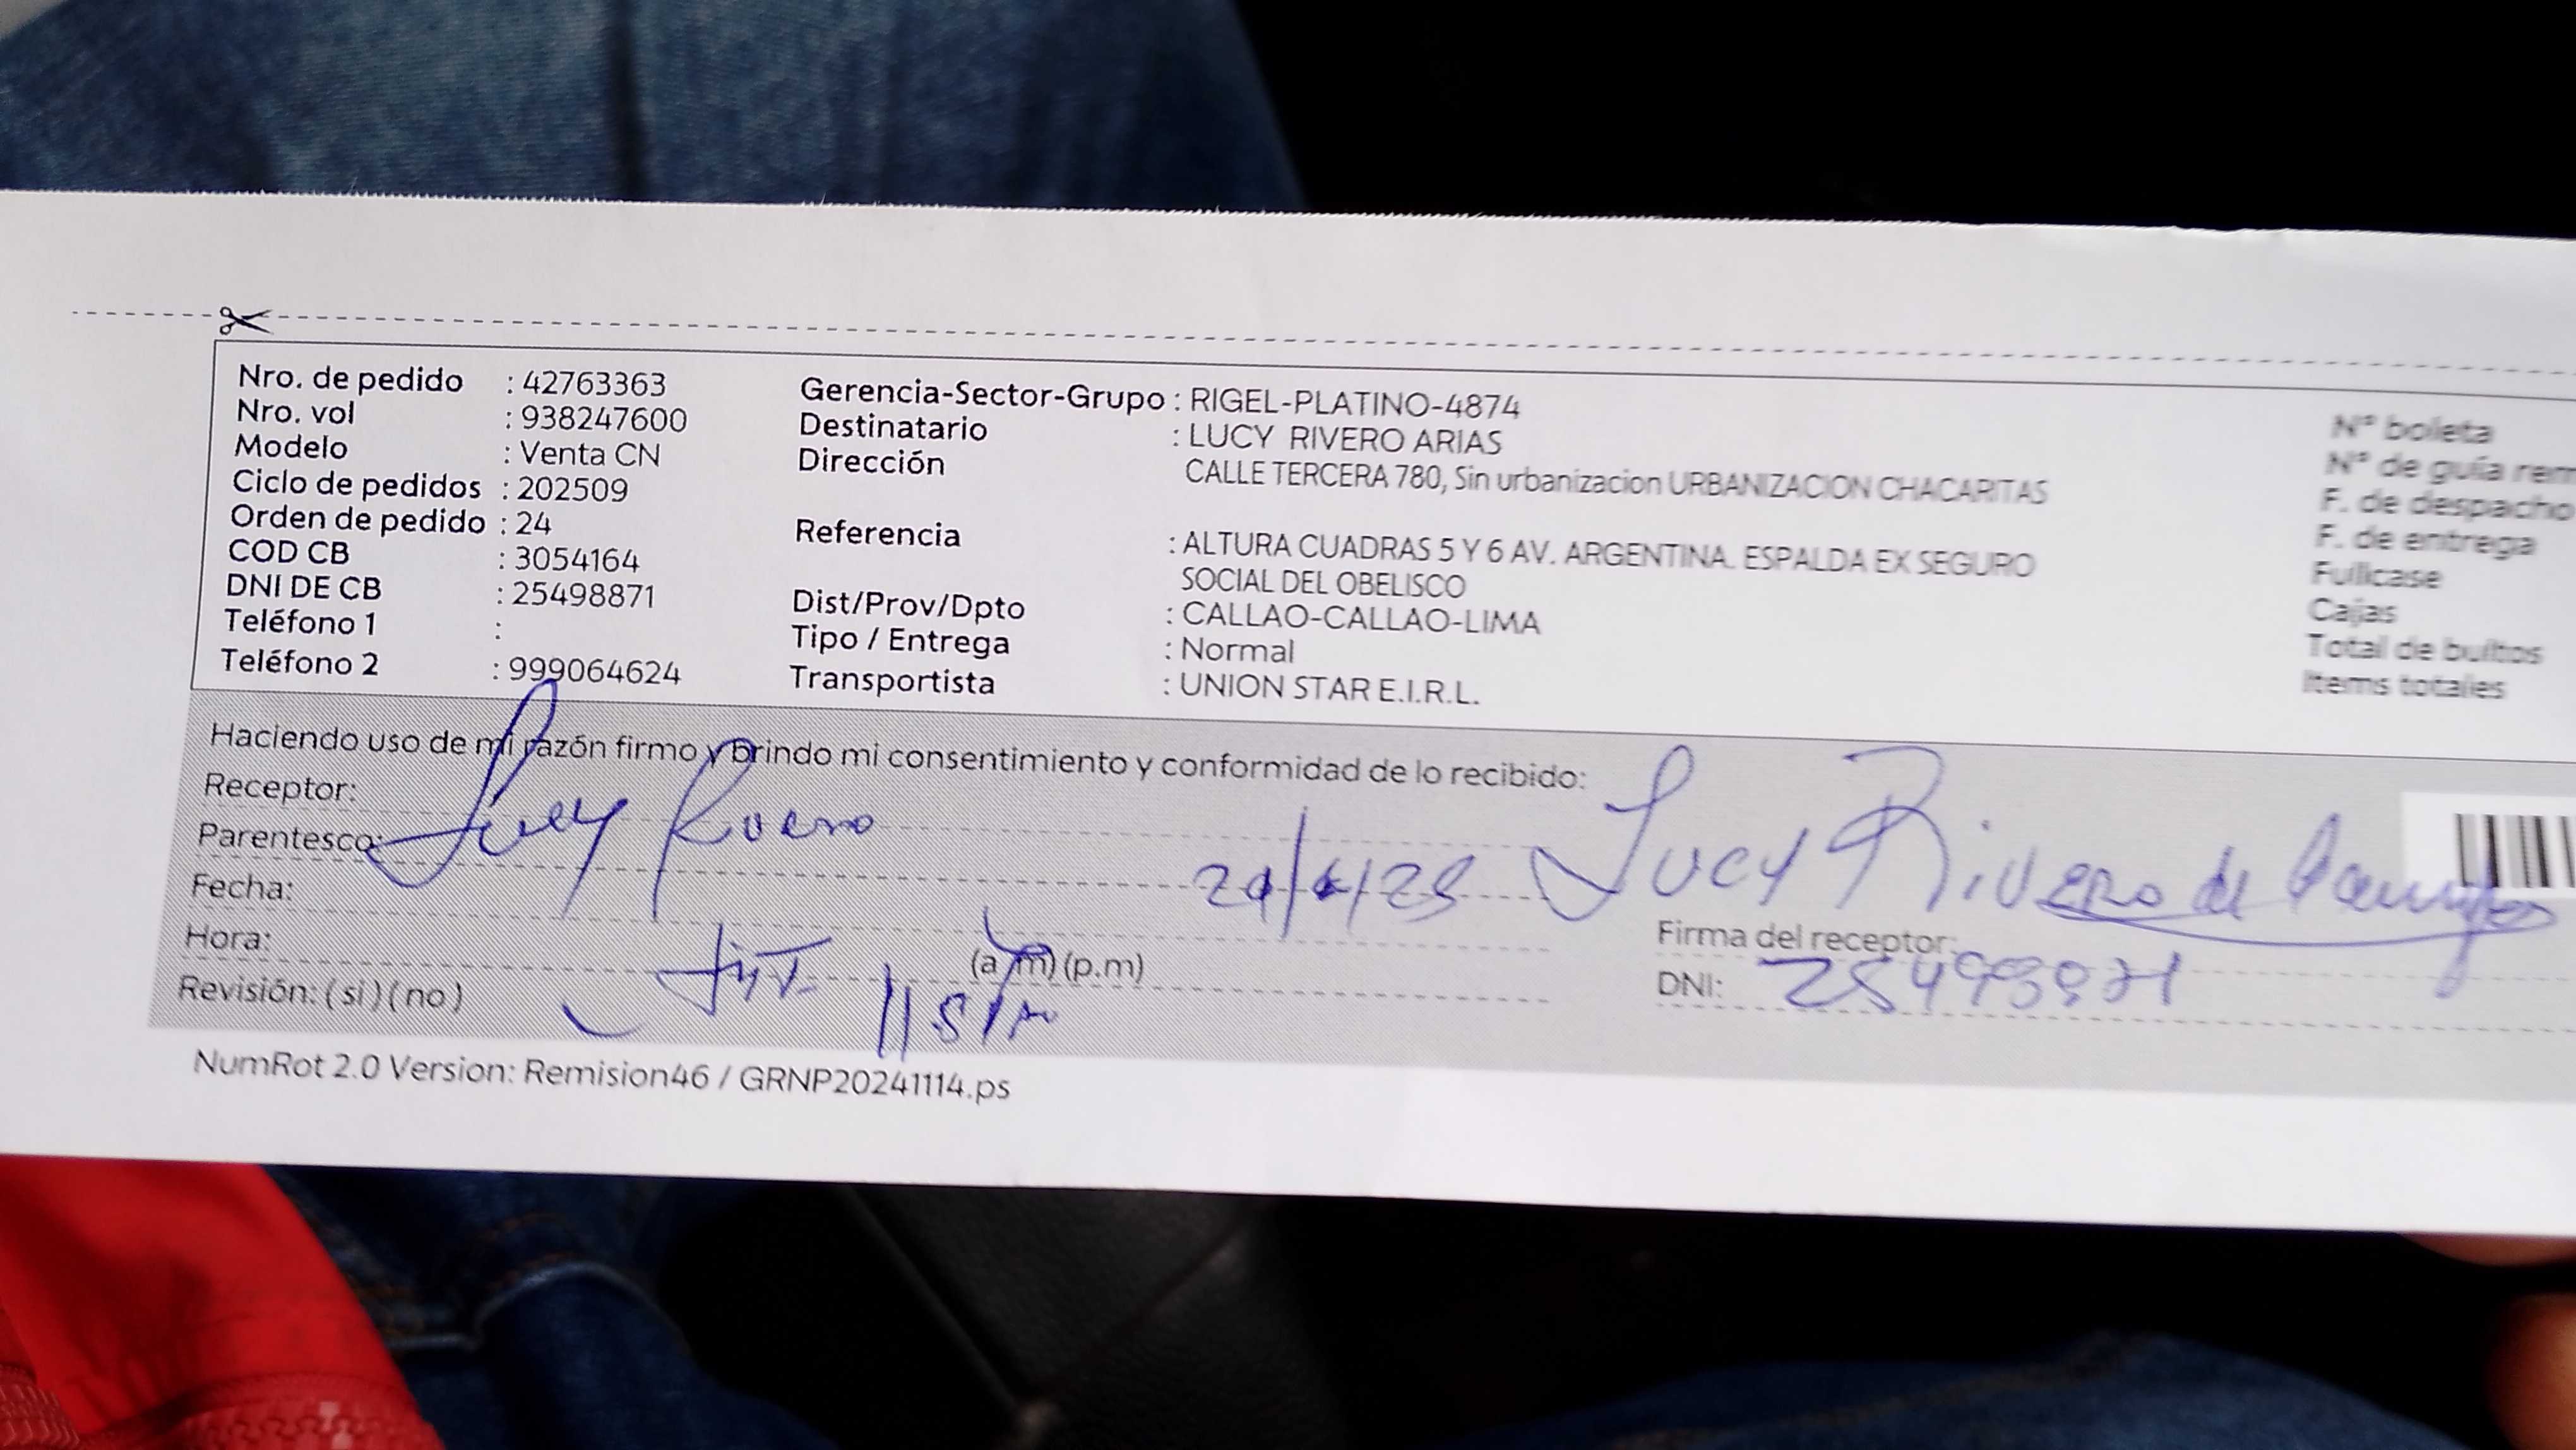 Nro. de pedido : 42763363
Nro. vol : 938247600
Modelo : Venta CN
Ciclo de pedidos : 202509
Orden de pedido : 24
COD CB : 3054164
DNI DE CB : 25498871
Teléfono 1 :
Teléfono 2 : 999064624
Gerencia-Sector-Grupo : RIGEL-PLATINO-4874
Destinatario : LUCY RIVERO ARIAS
Dirección CALLE TERCERA 780, Sin urbanizacion URBANIZACION CHACARITAS
Referencia : ALTURA CUADRAS 5 Y 6 AV. ARGENTINA. ESPALDA EX SEGURO
SOCIAL DEL OBELISCO
Dist/Prov/Dpto : CALLAO-CALLAO-LIMA
Tipo / Entrega : Normal
Transportista : UNION STAR E.I.R.L.
N° boleta
N° de guía rem
F. de despacho
F. de entrega
Fullcase
Cajas
Total de bultos
Items totales
Haciendo uso de mi razón firmo y brindo mi consentimiento y conformidad de lo recibido:
Receptor:
Lucy Rivero
Parentesco:
Fecha:
Lucy Rivero de
Hora: (a.m) (p.m)
Firma del receptor:
Revisión: ( si ) ( no )
DNI: 25498871
NumRot 2.0 Version: Remision46 / GRNP20241114.ps